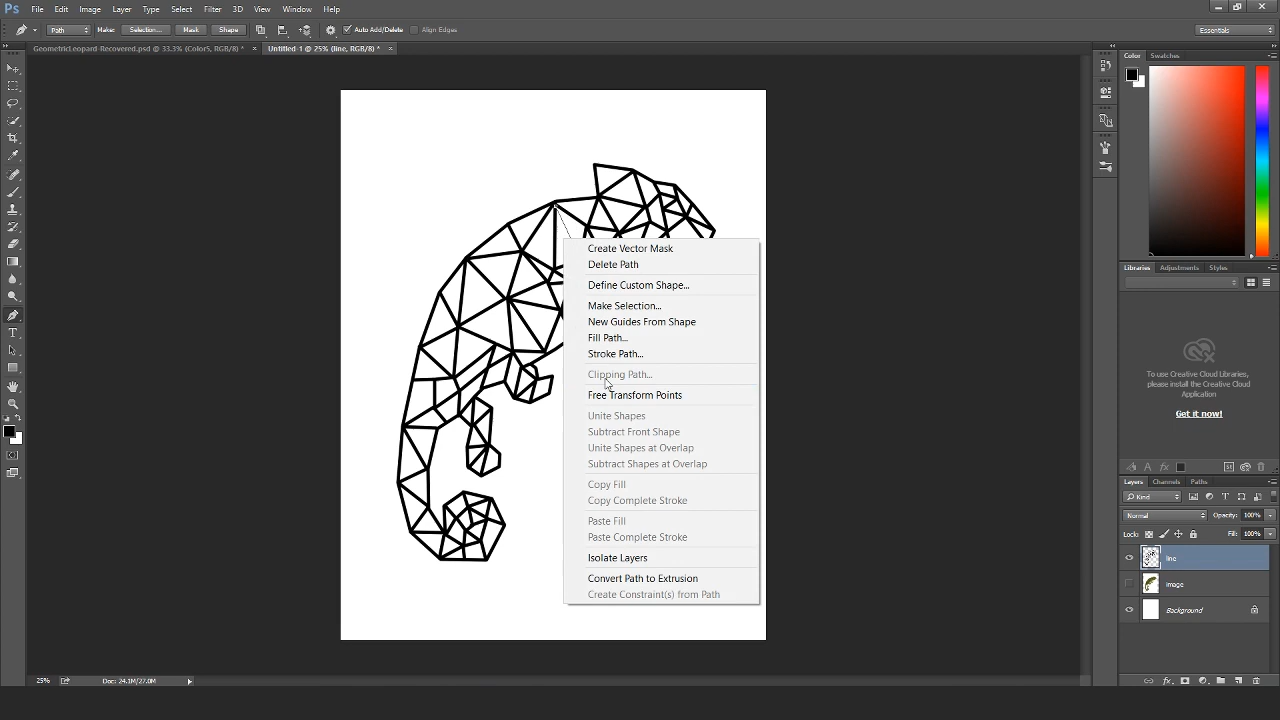 Ps File Edit Image Layer Type Select Filter 3D View Window Help
Path Make: Selection... Mask Shape Auto Add/Delete Align Edges Essentials
GeometricLeopard-Recovered.psd @ 33.3% (Color5, RGB/8) * × Untitled-1 @ 25% (line, RGB/8) * ×
Color Swatches
Create Vector Mask
Delete Path
Define Custom Shape...
Make Selection...
New Guides From Shape
Fill Path...
Stroke Path...
Clipping Path...
Free Transform Points
Unite Shapes
Subtract Front Shape
Unite Shapes at Overlap
Subtract Shapes at Overlap
Copy Fill
Copy Complete Stroke
Paste Fill
Paste Complete Stroke
Isolate Layers
Convert Path to Extrusion
Create Constraint(s) from Path
Libraries Adjustments Styles
To use Creative Cloud Libraries,
please install the Creative Cloud
Application
Get it now!
Layers Channels Paths
Kind
Normal Opacity: 100%
Lock: Fill: 100%
line
image
Background
25% Doc: 24.1M/27.0M